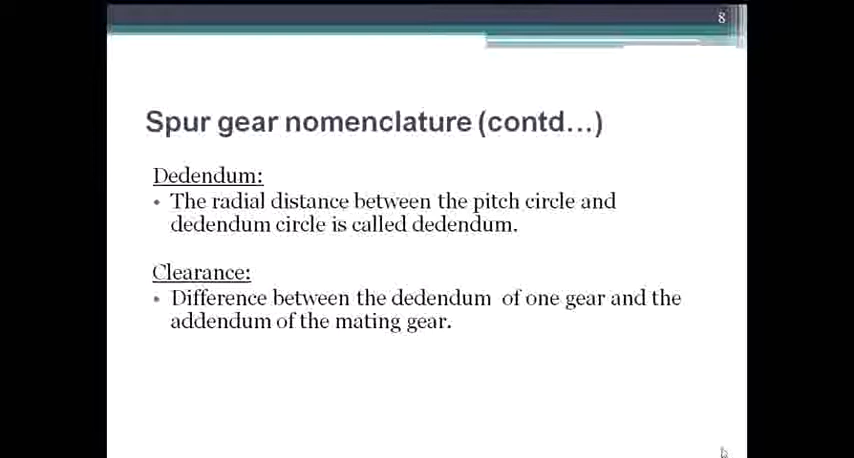 8
Spur gear nomenclature (contd...)
Dedendum:
• The radial distance between the pitch circle and
dedendum circle is called dedendum.
Clearance:
• Difference between the dedendum of one gear and the
addendum of the mating gear.